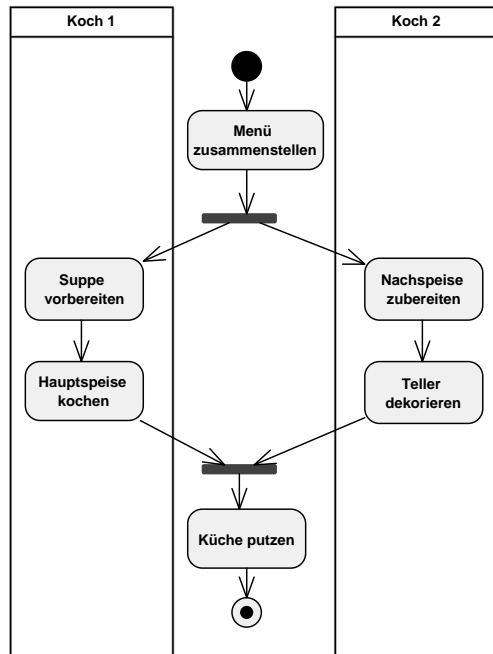 Koch 1
Koch 2
Menü
zusammenstellen
Suppe
vorbereiten
Nachspeise
zubereiten
Hauptspeise
kochen
Teller
dekorieren
Küche putzen